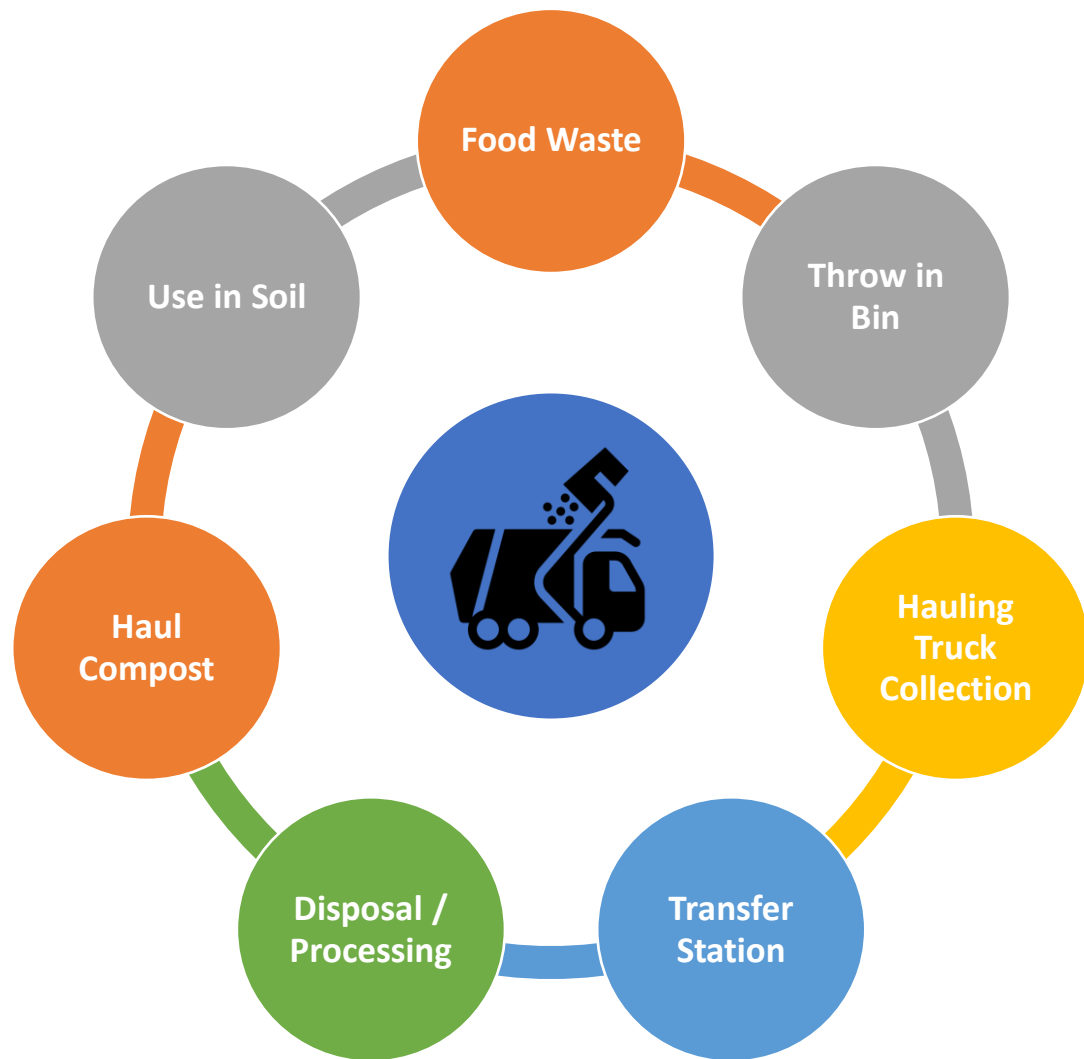 Food Waste
Throw in
Bin
Hauling
Truck
Collection
Transfer
Station
Disposal /
Processing
Haul
Compost
Use in Soil